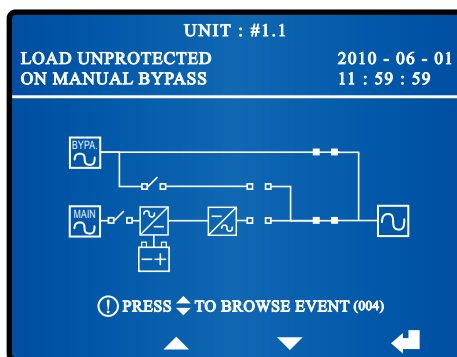 UNIT : #1.1
LOAD UNPROTECTED 2010 - 06 - 01
ON MANUAL BYPASS 11 : 59 : 59
BYPA.
MAIN
PRESS TO BROWSE EVENT (004)